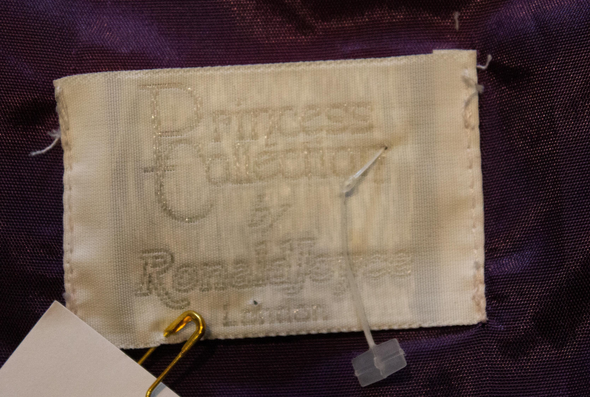 Princess
Collection
by
Ronald Joyce
London